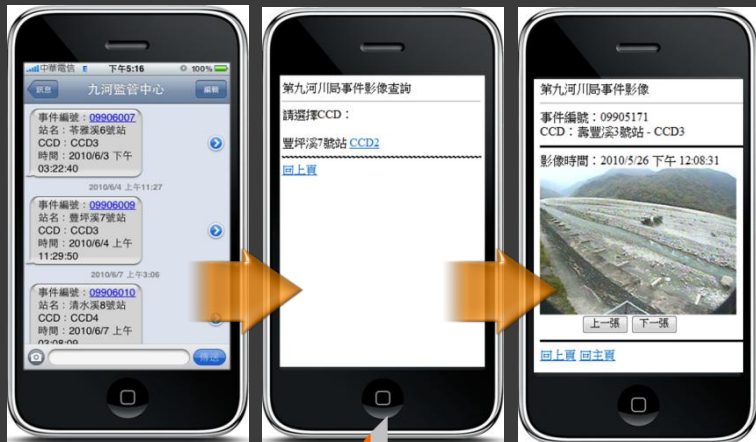 中華電信 E 下午5:16 100%
訊息 九河監管中心 編輯
事件編號：09906007
站名：苓雅溪6號站
CCD：CCD3
時間：2010/6/3 下午
03:22:40
2010/6/4 上午11:27
事件編號：09906009
站名：豐坪溪7號站
CCD：CCD3
時間：2010/6/4 上午
11:29:50
2010/6/7 上午3:06
事件編號：09906010
站名：清水溪8號站
CCD：CCD4
時間：2010/6/7 上午
03:08:09
傳送
第九河川局事件影像查詢
請選擇CCD：
豐坪溪7號站 CCD2
回上頁
第九河川局事件影像
事件編號：09905171
CCD：壽豐溪3號站 - CCD3
影像時間：2010/5/26 下午 12:08:31
上一張 下一張
回上頁 回主頁